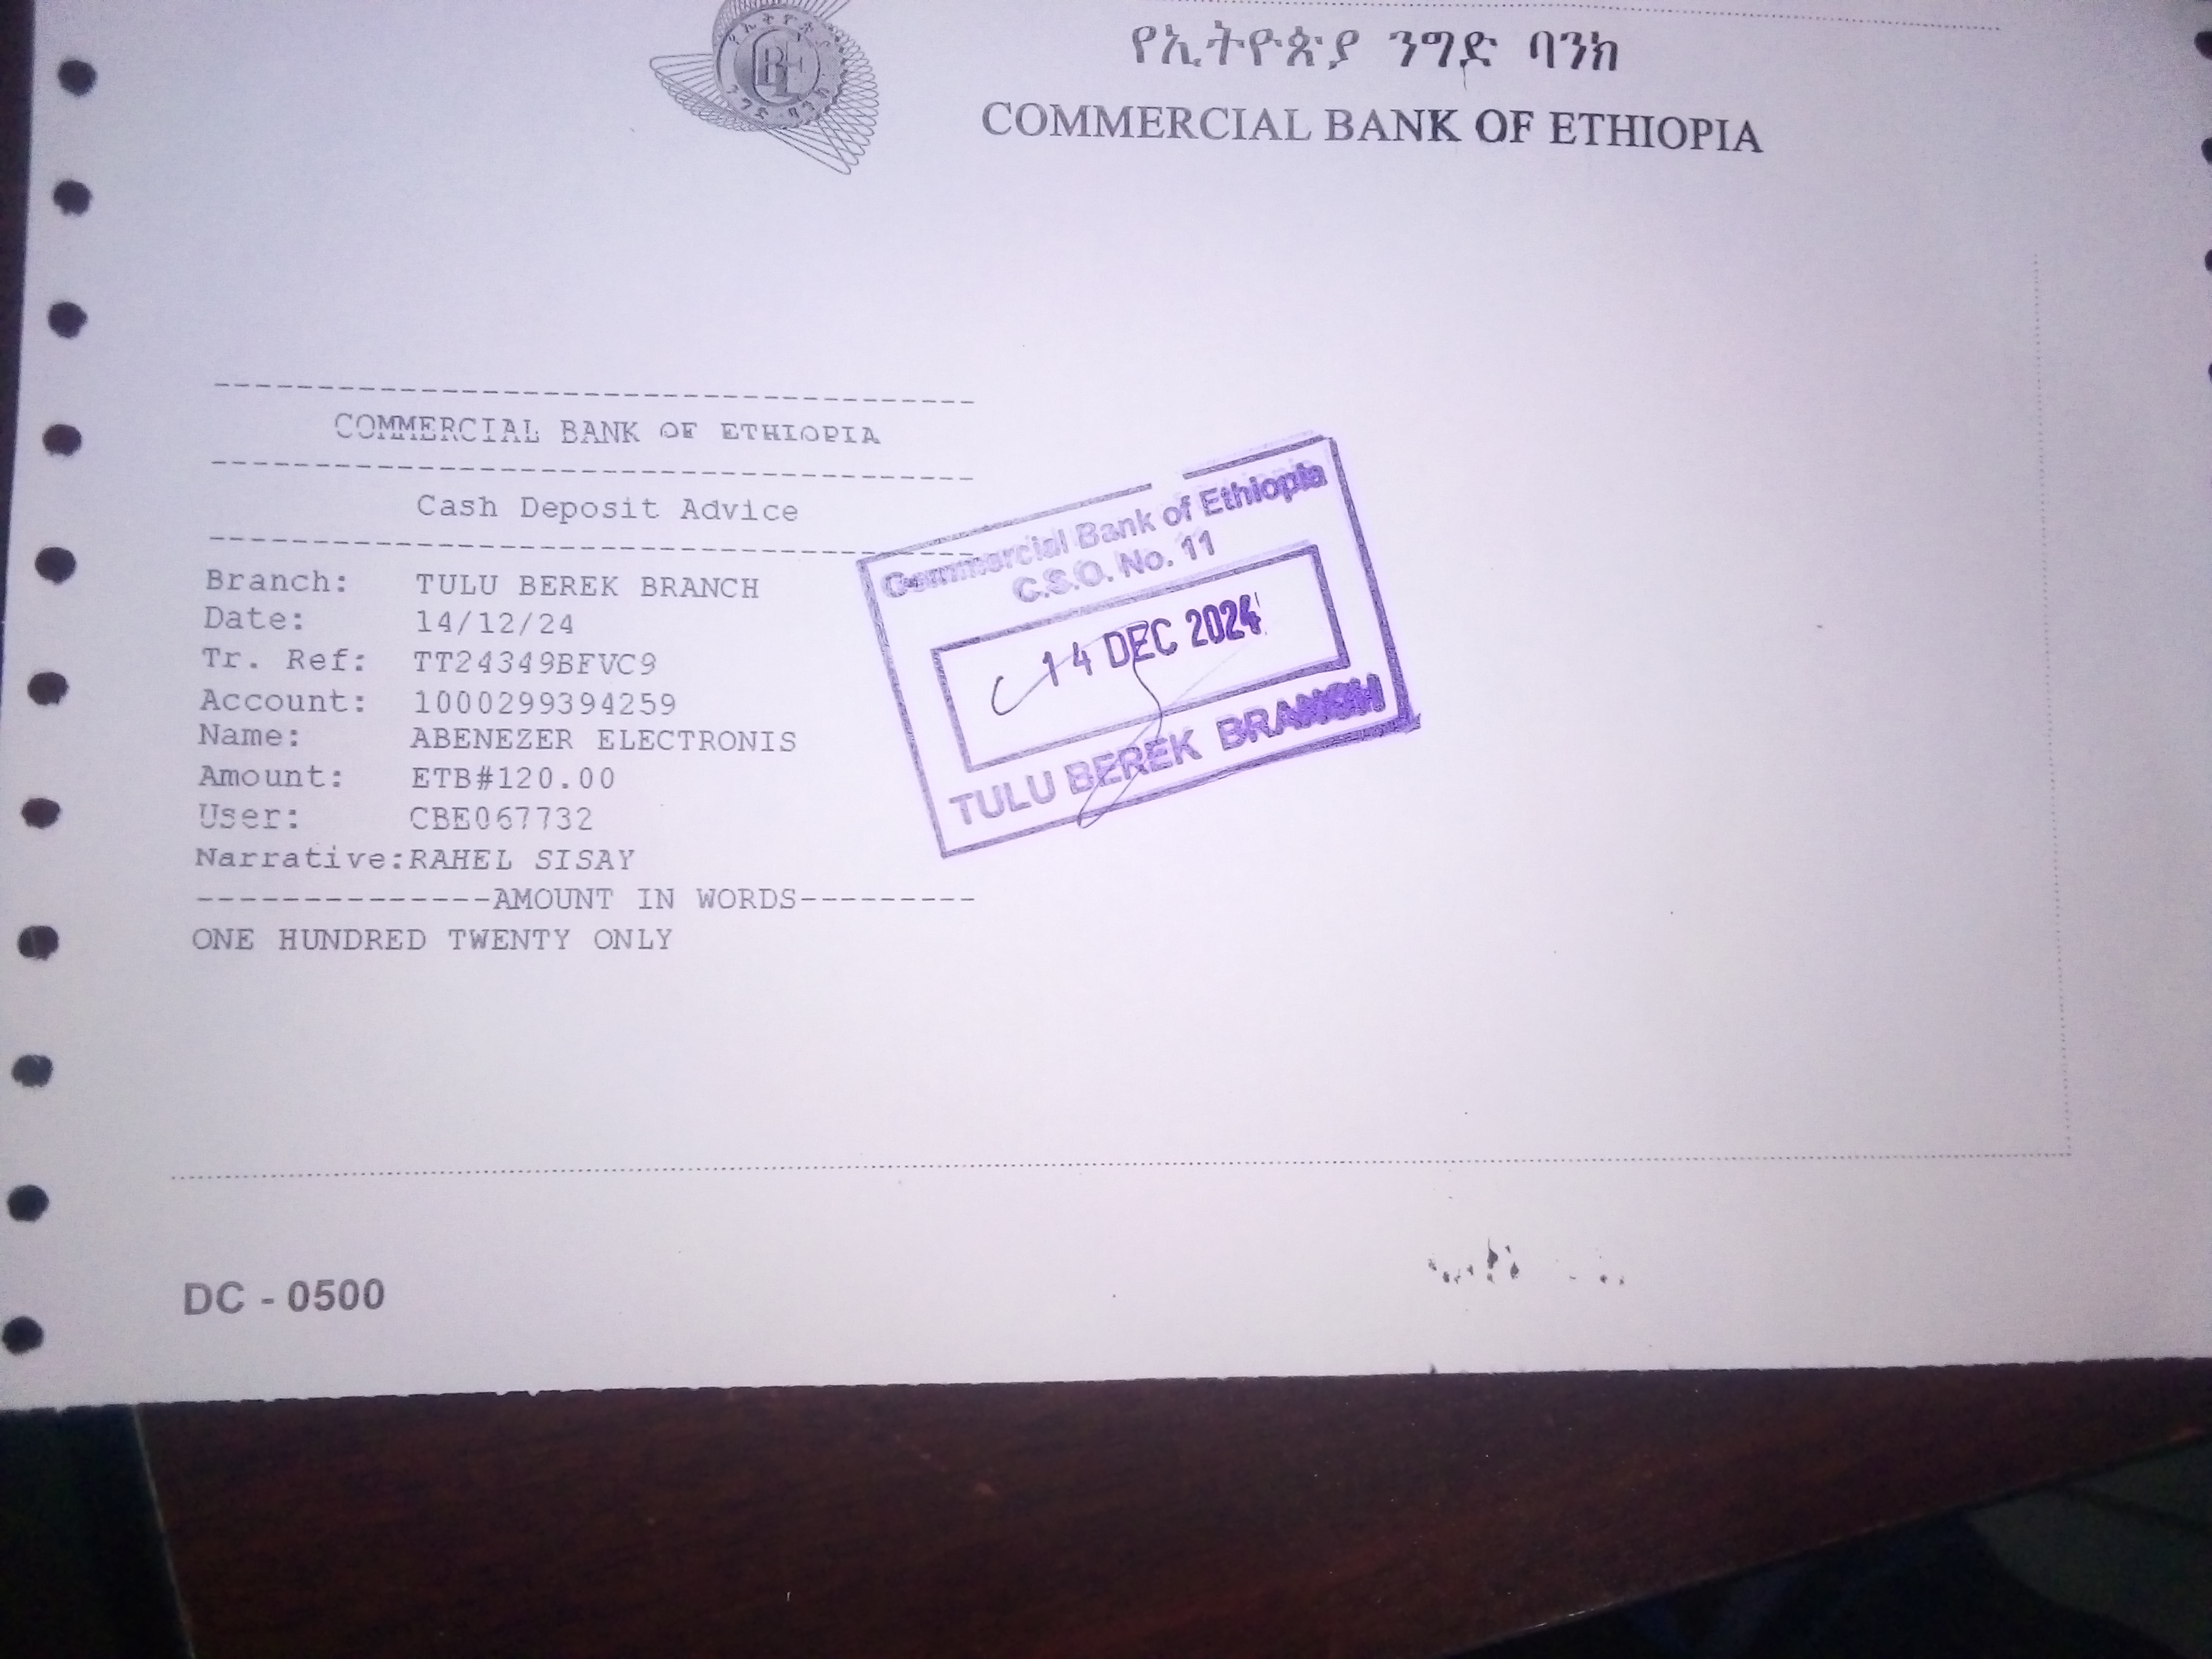 የኢትዮጵያ ንግድ ባንክ
COMMERCIAL BANK OF ETHIOPIA
COMMERCIAL BANK OF ETHIOPIA
Cash Deposit Advice
Branch: TULU BEREK BRANCH
Date: 14/12/24
Tr. Ref: TT24349BFVC9
Account: 1000299394259
Name: ABENEZER ELECTRONIS
Amount: ETB#120.00
User: CBE067732
Narrative:RAHEL SISAY
--------------AMOUNT IN WORDS---------
ONE HUNDRED TWENTY ONLY
Commercial Bank of Ethiopia
C.S.O. No. 11
14 DEC 2024
TULU BEREK BRANCH
DC - 0500